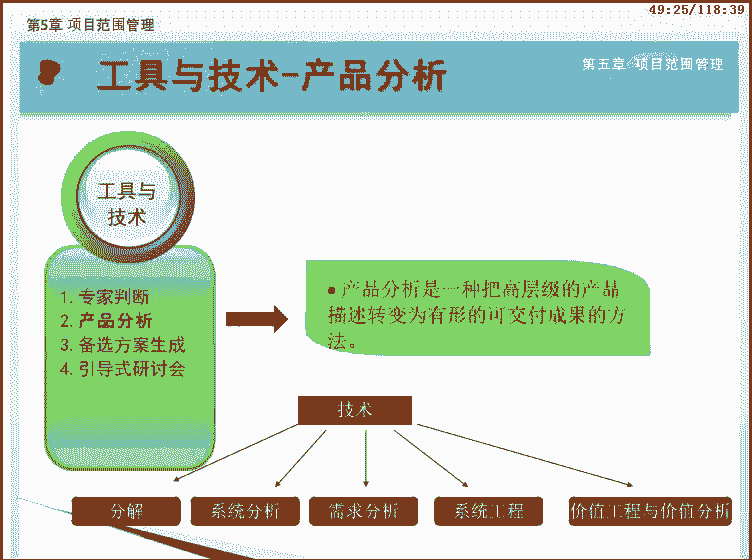 49:25/118:39
第5章 项目范围管理
工具与技术-产品分析
第五章 项目范围管理
工具与
技术
1. 专家判断
2. 产品分析
3. 备选方案生成
4. 引导式研讨会
● 产品分析是一种把高层级的产品
描述转变为有形的可交付成果的方
法。
技术
分解
系统分析
需求分析
系统工程
价值工程与价值分析